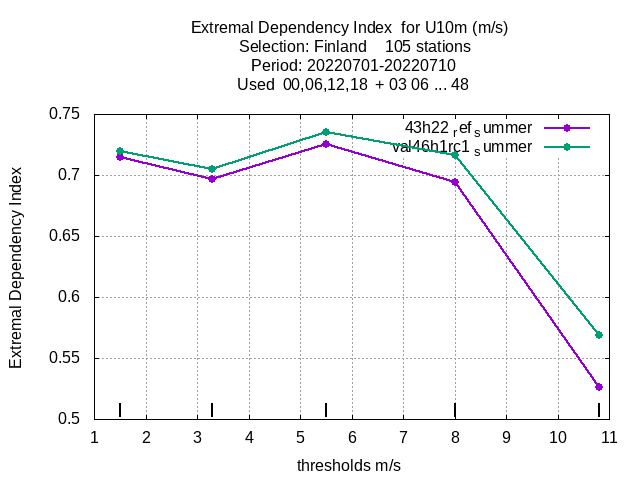 Extremal Dependency Index  for U10m (m/s)
Selection: Finland    105 stations
Period: 20220701-20220710
Used  00,06,12,18  + 03 06 ... 48
43h22 ref summer
val46h1rc1 summer
0.75
0.7
0.65
0.6
0.55
0.5
Extremal Dependency Index
1 2 3 4 5 6 7 8 9 10 11
thresholds m/s